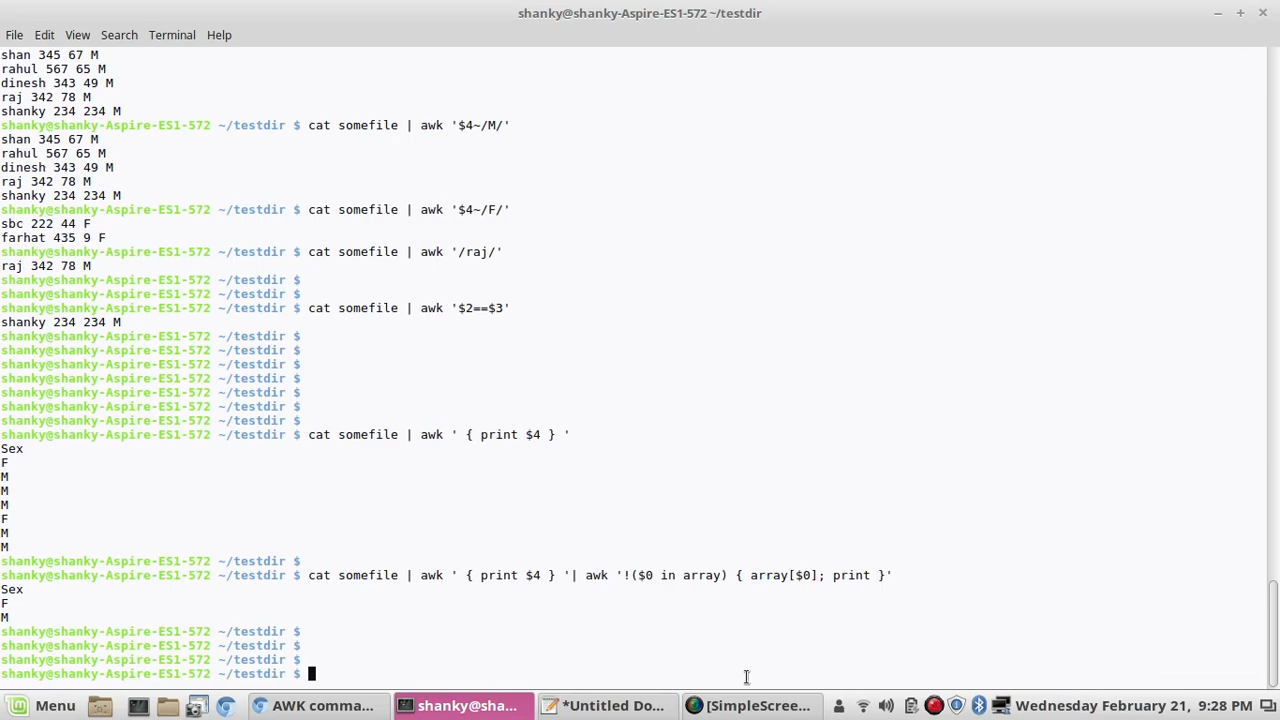 shanky@shanky-Aspire-ES1-572 ~/testdir
File Edit View Search Terminal Help
shan 345 67 M
rahul 567 65 M
dinesh 343 49 M
raj 342 78 M
shanky 234 234 M
shanky@shanky-Aspire-ES1-572 ~/testdir $ cat somefile | awk '$4~/M/'
shan 345 67 M
rahul 567 65 M
dinesh 343 49 M
raj 342 78 M
shanky 234 234 M
shanky@shanky-Aspire-ES1-572 ~/testdir $ cat somefile | awk '$4~/F/'
sbc 222 44 F
farhat 435 9 F
shanky@shanky-Aspire-ES1-572 ~/testdir $ cat somefile | awk '/raj/'
raj 342 78 M
shanky@shanky-Aspire-ES1-572 ~/testdir $
shanky@shanky-Aspire-ES1-572 ~/testdir $
shanky@shanky-Aspire-ES1-572 ~/testdir $ cat somefile | awk '$2==$3'
shanky 234 234 M
shanky@shanky-Aspire-ES1-572 ~/testdir $
shanky@shanky-Aspire-ES1-572 ~/testdir $
shanky@shanky-Aspire-ES1-572 ~/testdir $
shanky@shanky-Aspire-ES1-572 ~/testdir $
shanky@shanky-Aspire-ES1-572 ~/testdir $
shanky@shanky-Aspire-ES1-572 ~/testdir $
shanky@shanky-Aspire-ES1-572 ~/testdir $
shanky@shanky-Aspire-ES1-572 ~/testdir $ cat somefile | awk ' { print $4 } '
Sex
F
M
M
M
F
M
M
shanky@shanky-Aspire-ES1-572 ~/testdir $
shanky@shanky-Aspire-ES1-572 ~/testdir $ cat somefile | awk ' { print $4 } '| awk '!($0 in array) { array[$0]; print }'
Sex
F
M
shanky@shanky-Aspire-ES1-572 ~/testdir $
shanky@shanky-Aspire-ES1-572 ~/testdir $
shanky@shanky-Aspire-ES1-572 ~/testdir $
shanky@shanky-Aspire-ES1-572 ~/testdir $
Menu AWK comma... shanky@sha... *Untitled Do... [SimpleScree... Wednesday February 21, 9:28 PM